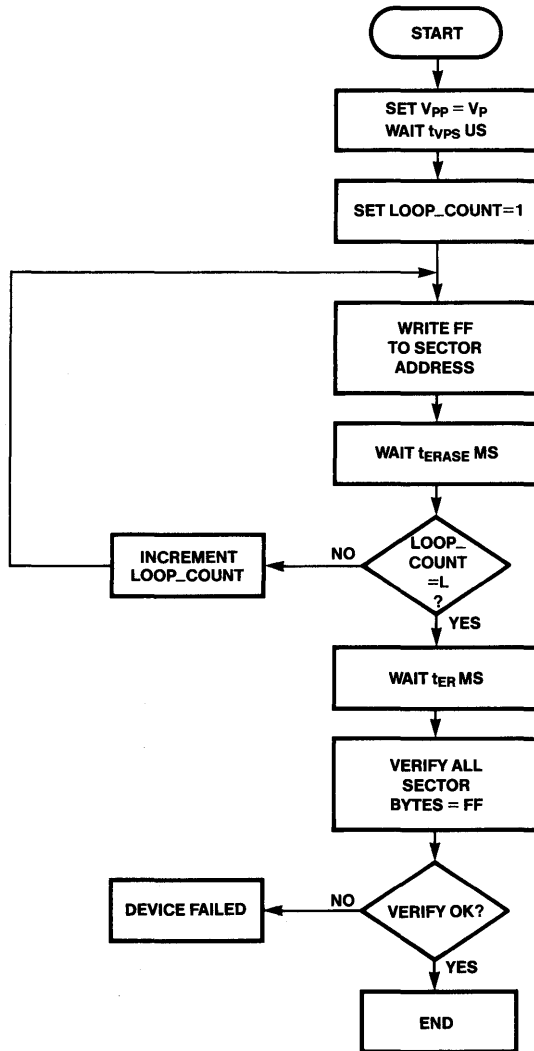 START
SET VPP = VP
WAIT tVPS US
SET LOOP_COUNT=1
WRITE FF
TO SECTOR
ADDRESS
WAIT tERASE MS
LOOP_
COUNT
=L
?
NO
INCREMENT
LOOP_COUNT
YES
WAIT tER MS
VERIFY ALL
SECTOR
BYTES = FF
VERIFY OK?
NO
DEVICE FAILED
YES
END